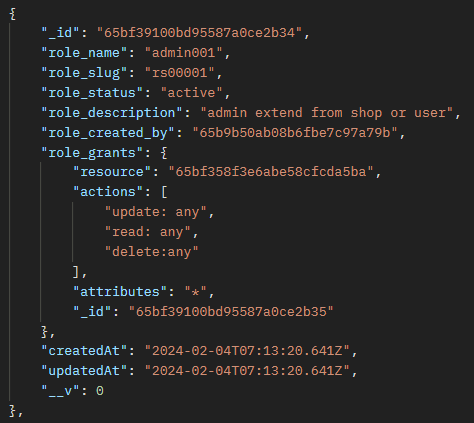 {
    "_id": "65bf39100bd95587a0ce2b34",
    "role_name": "admin001",
    "role_slug": "rs00001",
    "role_status": "active",
    "role_description": "admin extend from shop or user",
    "role_created_by": "65b9b50ab08b6fbe7c97a79b",
    "role_grants": {
        "resource": "65bf358f3e6abe58cfcda5ba",
        "actions": [
            "update: any",
            "read: any",
            "delete:any"
        ],
        "attributes": "*",
        "_id": "65bf39100bd95587a0ce2b35"
    },
    "createdAt": "2024-02-04T07:13:20.641Z",
    "updatedAt": "2024-02-04T07:13:20.641Z",
    "__v": 0
},